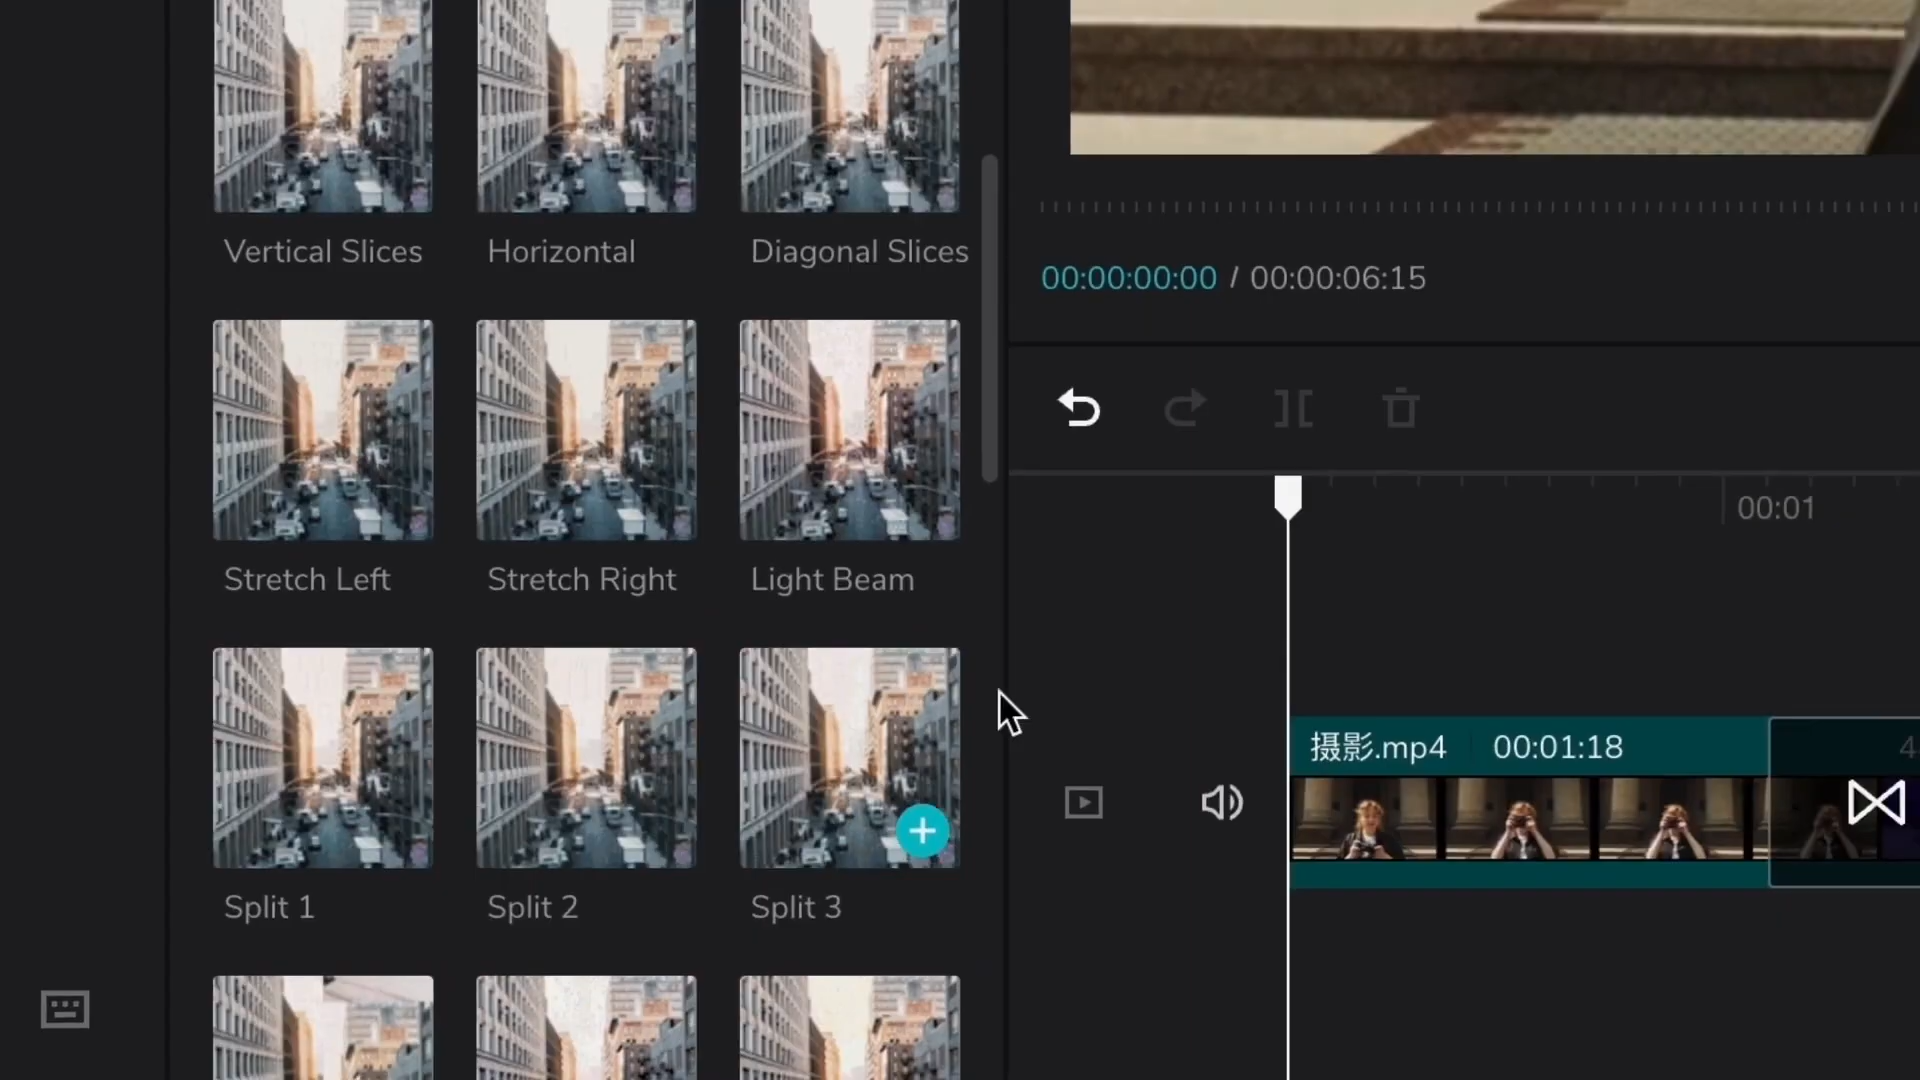 Vertical Slices
Horizontal
Diagonal Slices
00:00:00:00 / 00:00:06:15
Stretch Left
Stretch Right
Light Beam
00:01
摄影.mp4 00:01:18
4
Split 1
Split 2
Split 3